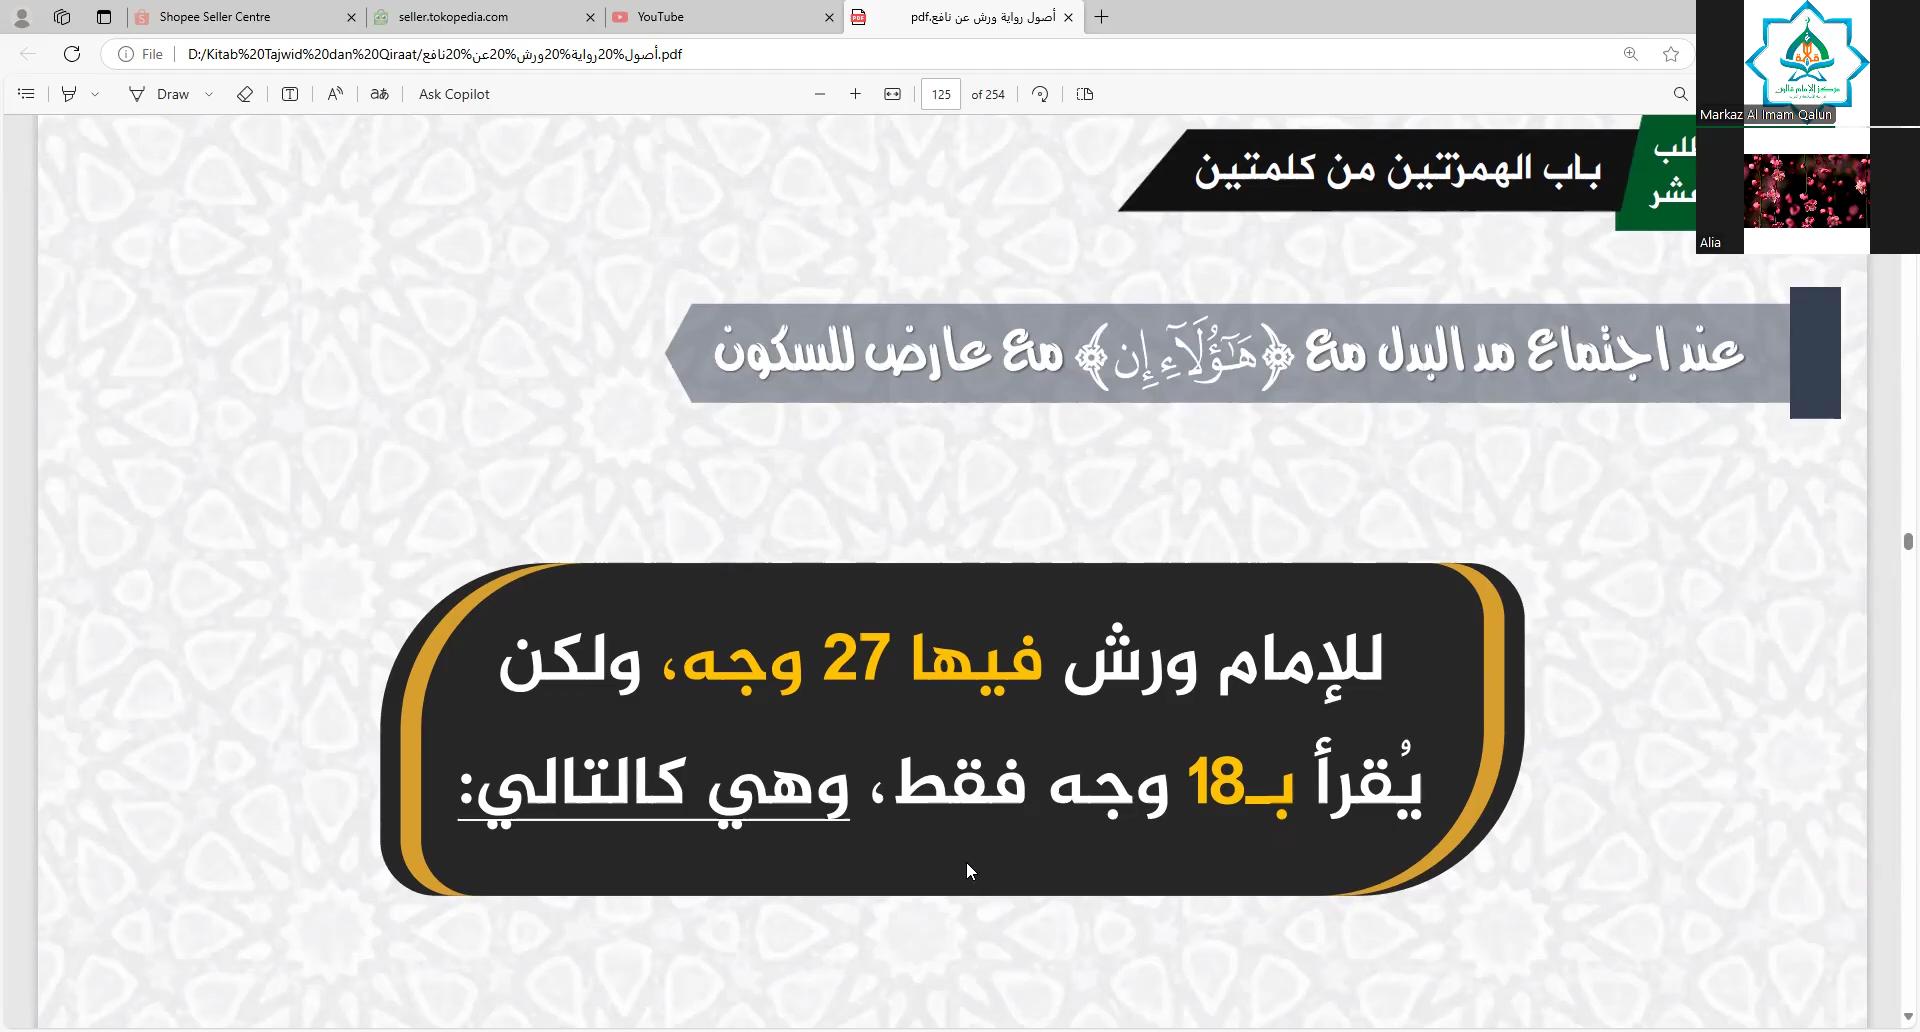 Shopee Seller Centre
seller.tokopedia.com
YouTube
أصول رواية ورش عن نافع.pdf
File
D:/Kitab%20Tajwid%20dan%20Qiraat/أصول%20رواية%20ورش%20عن%20نافع.pdf
Draw
Ask Copilot
125
of 254
Markaz Al Imam Qalun
Alia
باب الهمزتين من كلمتين
عند اجتماع مد البدل مع ﴿هَـٰٓؤُلَآءِ إِن﴾ مع عارض للسكون
للإمام ورش فيها 27 وجه، ولكن
يُقرأ بـ18 وجه فقط، وهي كالتالي: